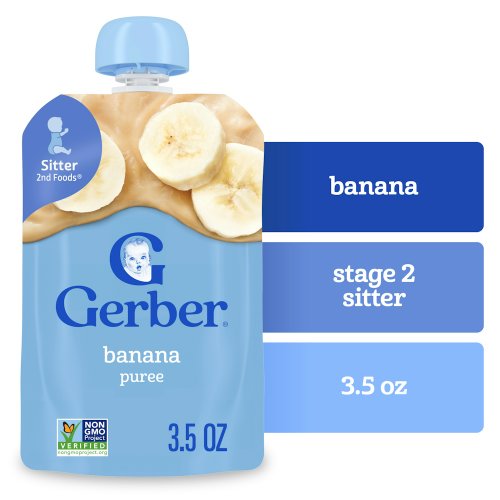 Sitter
2nd Foods®
G
Gerber®
banana
puree
NON
GMO
Project
VERIFIED
nongmoproject.org
3.5 OZ
banana
stage 2
sitter
3.5 oz